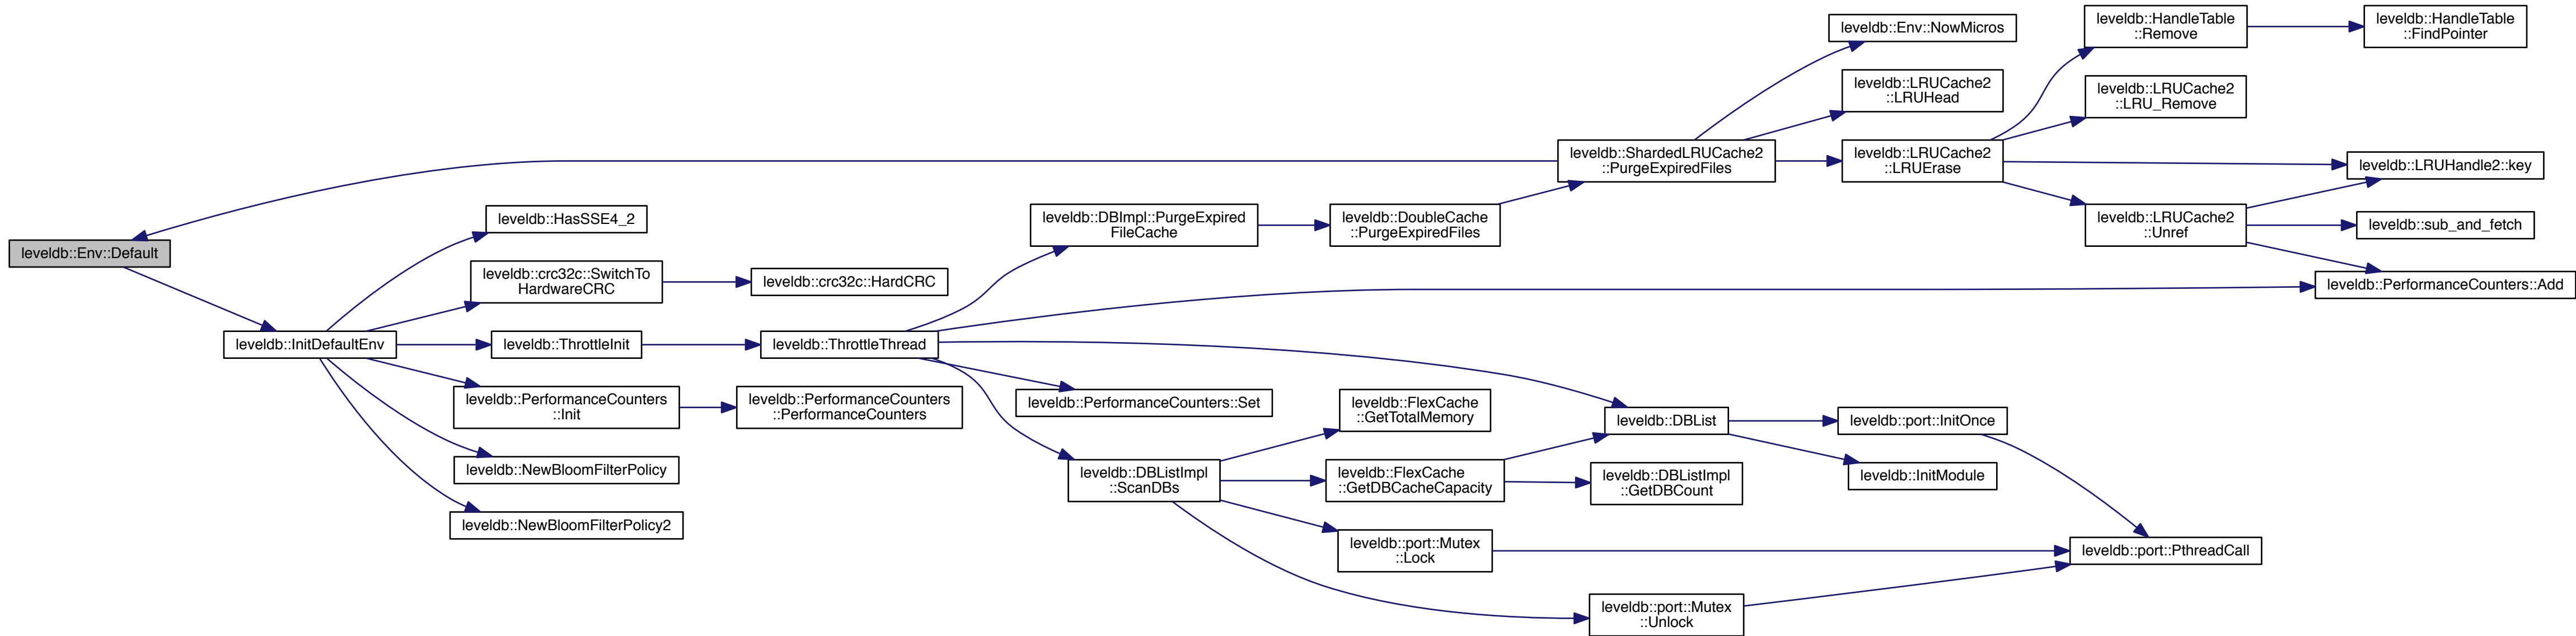 leveldb::Env::Default
leveldb::InitDefaultEnv
leveldb::HasSSE4_2
leveldb::crc32c::SwitchTo
HardwareCRC
leveldb::ThrottleInit
leveldb::PerformanceCounters
::Init
leveldb::NewBloomFilterPolicy
leveldb::NewBloomFilterPolicy2
leveldb::crc32c::HardCRC
leveldb::ThrottleThread
leveldb::PerformanceCounters
::PerformanceCounters
leveldb::DBImpl::PurgeExpired
FileCache
leveldb::PerformanceCounters::Set
leveldb::DBListImpl
::ScanDBs
leveldb::DoubleCache
::PurgeExpiredFiles
leveldb::FlexCache
::GetTotalMemory
leveldb::FlexCache
::GetDBCacheCapacity
leveldb::port::Mutex
::Lock
leveldb::ShardedLRUCache2
::PurgeExpiredFiles
leveldb::DBList
leveldb::DBListImpl
::GetDBCount
leveldb::port::Mutex
::Unlock
leveldb::Env::NowMicros
leveldb::LRUCache2
::LRUHead
leveldb::LRUCache2
::LRUErase
leveldb::port::InitOnce
leveldb::InitModule
leveldb::HandleTable
::Remove
leveldb::LRUCache2
::LRU_Remove
leveldb::LRUCache2
::Unref
leveldb::port::PthreadCall
leveldb::HandleTable
::FindPointer
leveldb::LRUHandle2::key
leveldb::sub_and_fetch
leveldb::PerformanceCounters::Add